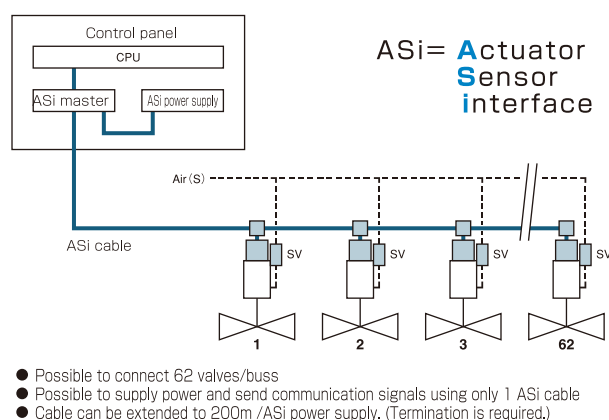 Control panel
CPU
ASi master
ASi power supply
ASi= Actuator
Sensor
interface
Air(S)
ASi cable
SV
SV
SV
SV
1
2
3
62
● Possible to connect 62 valves/buss
● Possible to supply power and send communication signals using only 1 ASi cable
● Cable can be extended to 200m /ASi power supply. (Termination is required.)